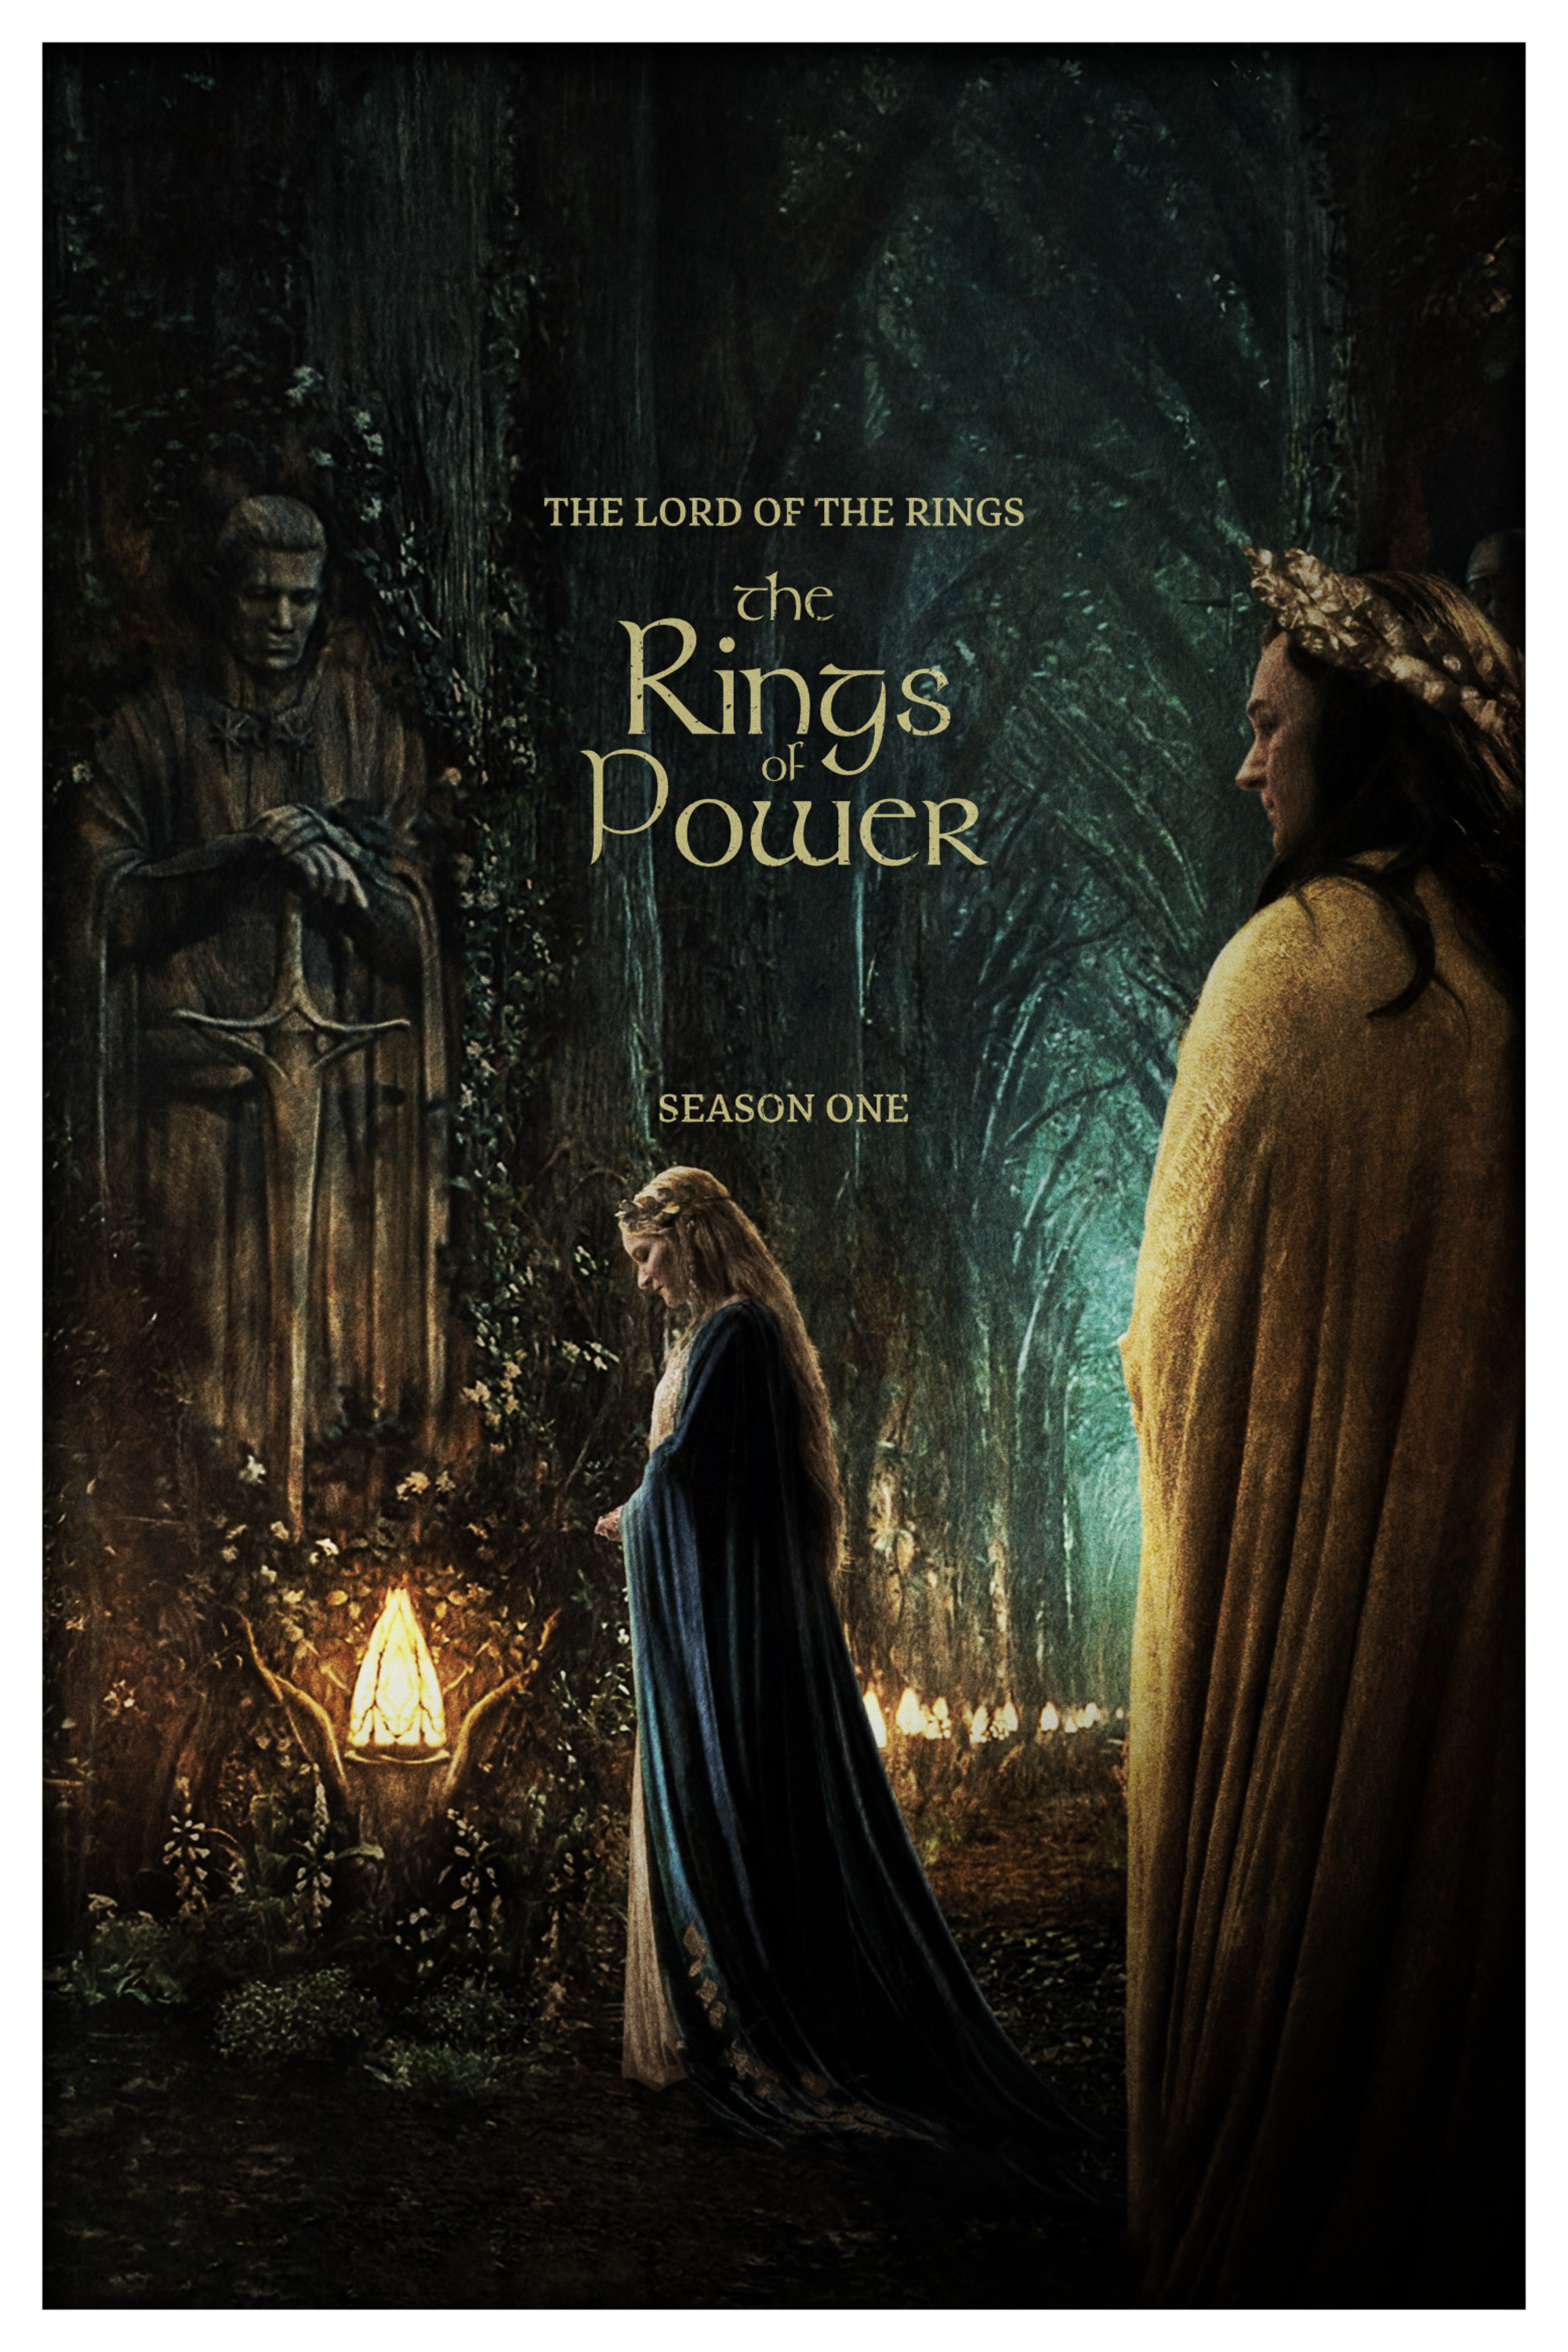 THE LORD OF THE RINGS
the
Rings
of
Power
SEASON ONE